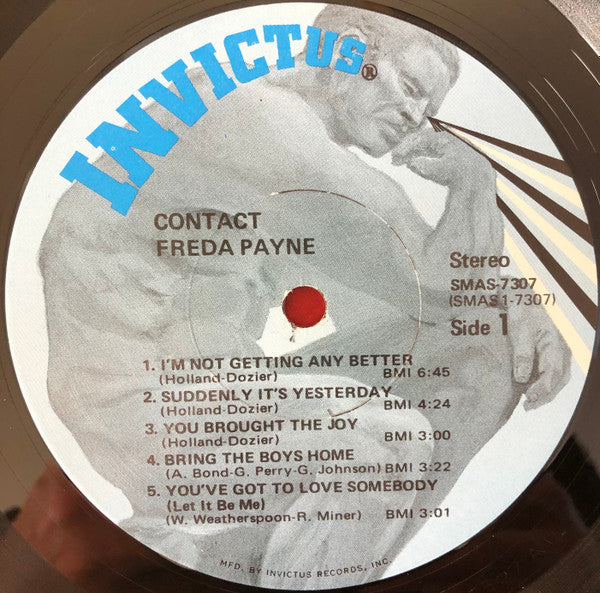 INVICTUS®
CONTACT
FREDA PAYNE
Stereo
SMAS-7307
(SMAS 1-7307)
Side 1
1. I'M NOT GETTING ANY BETTER
(Holland-Dozier) BMI 6:45
2. SUDDENLY IT'S YESTERDAY
(Holland-Dozier) BMI 4:24
3. YOU BROUGHT THE JOY
(Holland-Dozier) BMI 3:00
4. BRING THE BOYS HOME
(A. Bond-G. Perry-G. Johnson) BMI 3:22
5. YOU'VE GOT TO LOVE SOMEBODY
(Let It Be Me)
(W. Weatherspoon-R. Miner) BMI 3:01
MFD. BY INVICTUS RECORDS, INC.